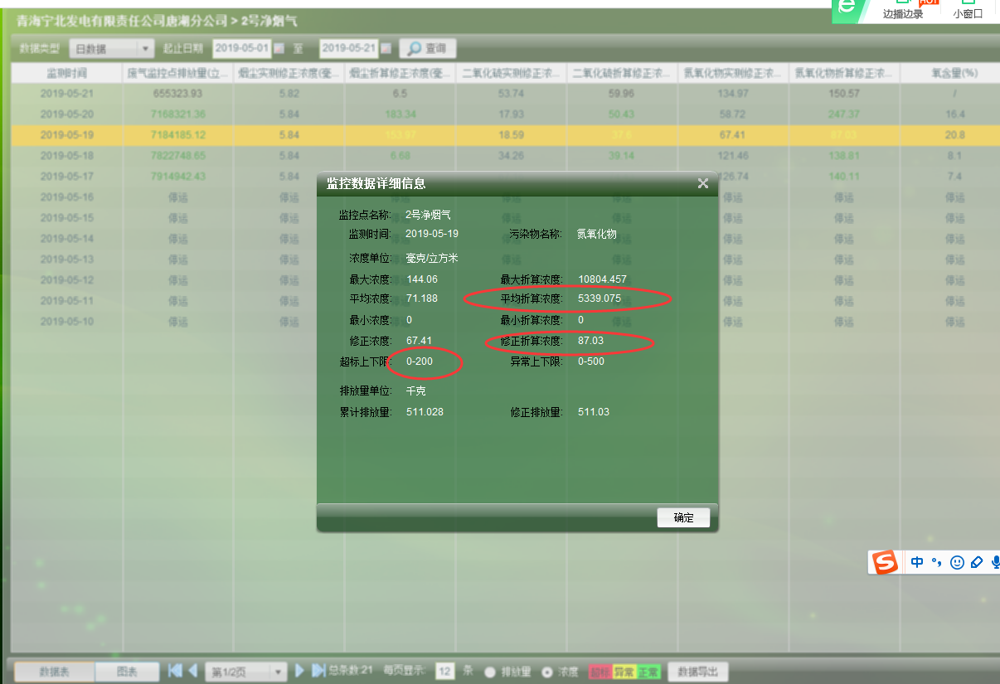 边播边录
HOT
小窗口
青海宁北发电有限责任公司唐湖分公司 > 2号净烟气
数据类型 日数据 起止日期 2019-05-01 至 2019-05-21 查询
监测时间 废气监控点排放量(立... 烟尘实测修正浓度(毫... 烟尘折算修正浓度(毫... 二氧化硫实测修正浓... 二氧化硫折算修正浓... 氮氧化物实测修正浓... 氮氧化物折算修正浓... 氧含量(%)
2019-05-21 655323.93 5.82 6.5 53.74 59.96 134.97 150.57 /
2019-05-20 7168321.36 5.84 183.34 17.93 50.43 58.72 247.37 16.4
2019-05-19 7184185.12 5.84 153.97 18.59 37.6 67.41 87.03 20.8
2019-05-18 7822748.65 5.84 6.68 34.26 39.14 121.46 138.81 8.1
2019-05-17 7914942.43 5.84 126.74 140.11 7.4
2019-05-16 停运 停运 停运 停运 停运 停运
2019-05-15 停运 停运 停运 停运 停运
2019-05-14 停运 停运 停运 停运 停运
2019-05-13 停运 停运 停运 停运 停运
2019-05-12 停运 停运 停运 停运 停运
2019-05-11 停运 停运 停运 停运 停运
2019-05-10 停运 停运 停运 停运 停运
监控数据详细信息
监控点名称: 2号净烟气
监测时间: 2019-05-19 污染物名称: 氮氧化物
浓度单位: 毫克/立方米
最大浓度: 144.06 最大折算浓度: 10804.457
平均浓度: 71.188 平均折算浓度: 5339.075
最小浓度: 0 最小折算浓度: 0
修正浓度: 67.41 修正折算浓度: 87.03
超标上下限: 0-200 异常上下限: 0-500
排放量单位: 千克
累计排放量: 511.028 修正排放量: 511.03
确定
中
数据表 图表 第1/2页 总条数:21 每页显示: 12 条 排放量 浓度 超标 异常 正常 数据导出